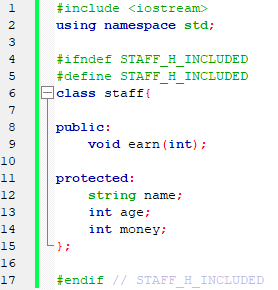 1 #include <iostream>
2 using namespace std;
3
4 #ifndef STAFF_H_INCLUDED
5 #define STAFF_H_INCLUDED
6 class staff{
7
8 public:
9 void earn(int);
10
11 protected:
12 string name;
13 int age;
14 int money;
15 };
16
17 #endif // STAFF_H_INCLUDED